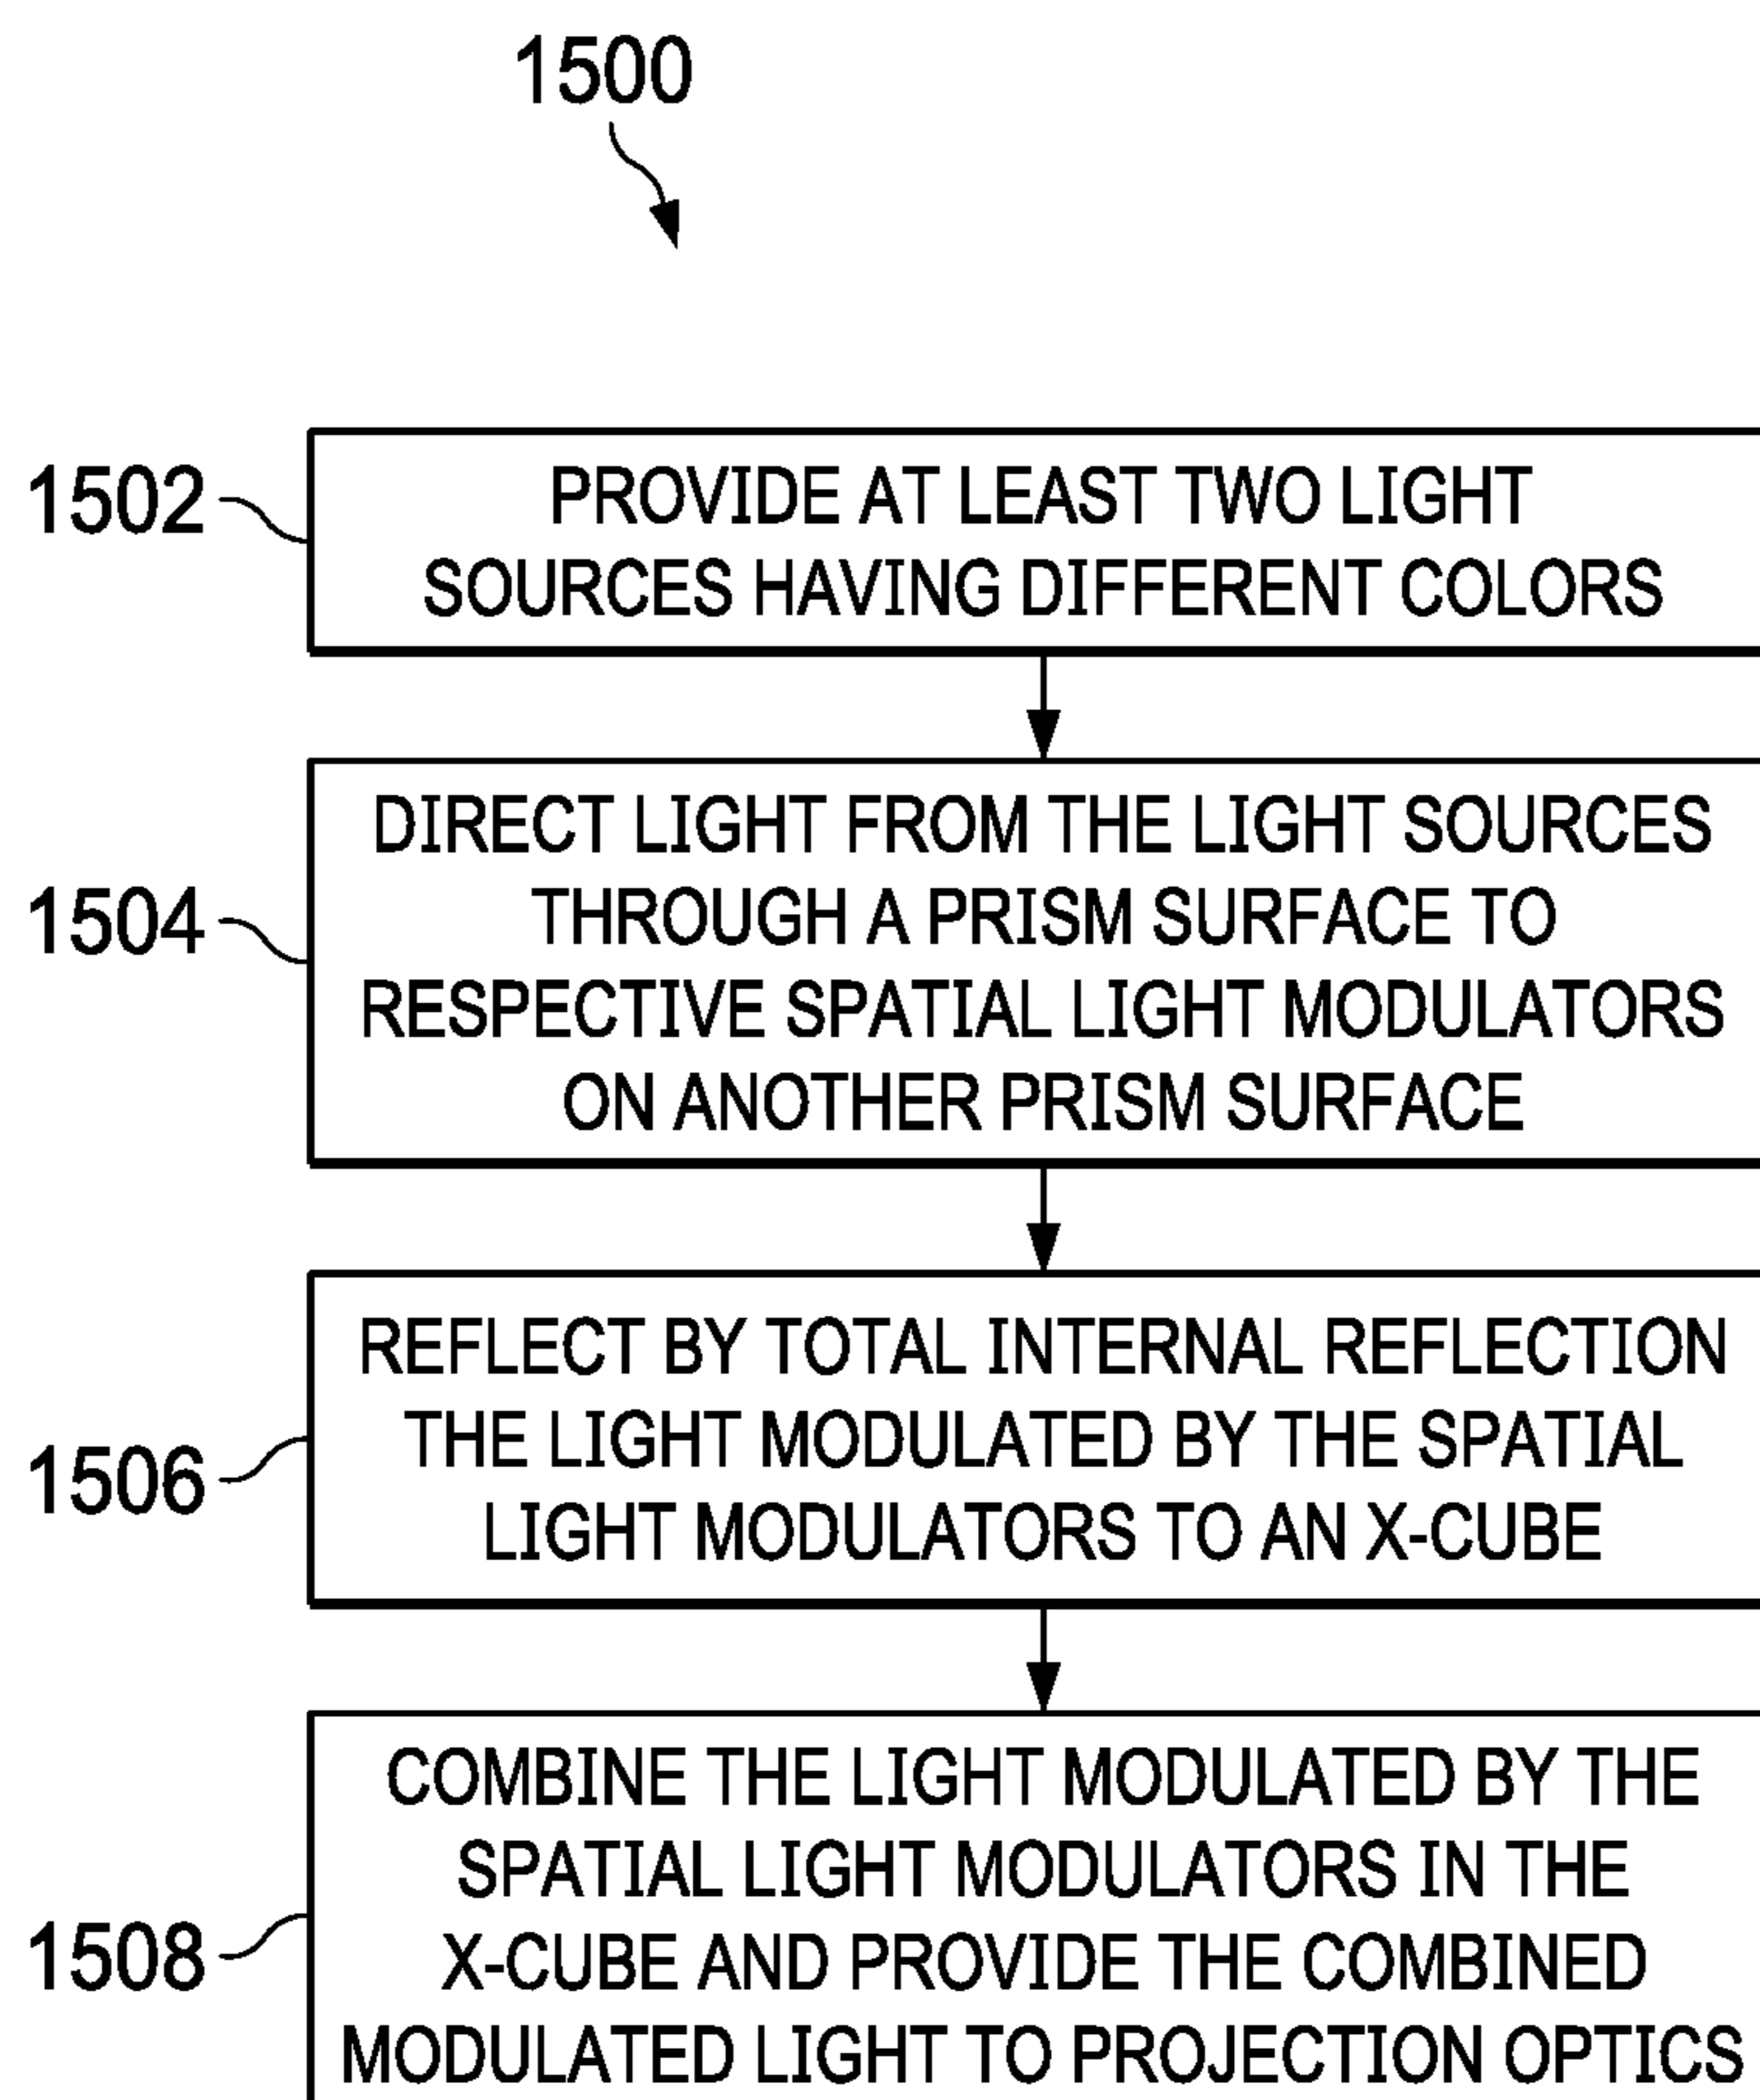 1500
1502
PROVIDE AT LEAST TWO LIGHT
SOURCES HAVING DIFFERENT COLORS
1504
DIRECT LIGHT FROM THE LIGHT SOURCES
THROUGH A PRISM SURFACE TO
RESPECTIVE SPATIAL LIGHT MODULATORS
ON ANOTHER PRISM SURFACE
1506
REFLECT BY TOTAL INTERNAL REFLECTION
THE LIGHT MODULATED BY THE SPATIAL
LIGHT MODULATORS TO AN X-CUBE
1508
COMBINE THE LIGHT MODULATED BY THE
SPATIAL LIGHT MODULATORS IN THE
X-CUBE AND PROVIDE THE COMBINED
MODULATED LIGHT TO PROJECTION OPTICS